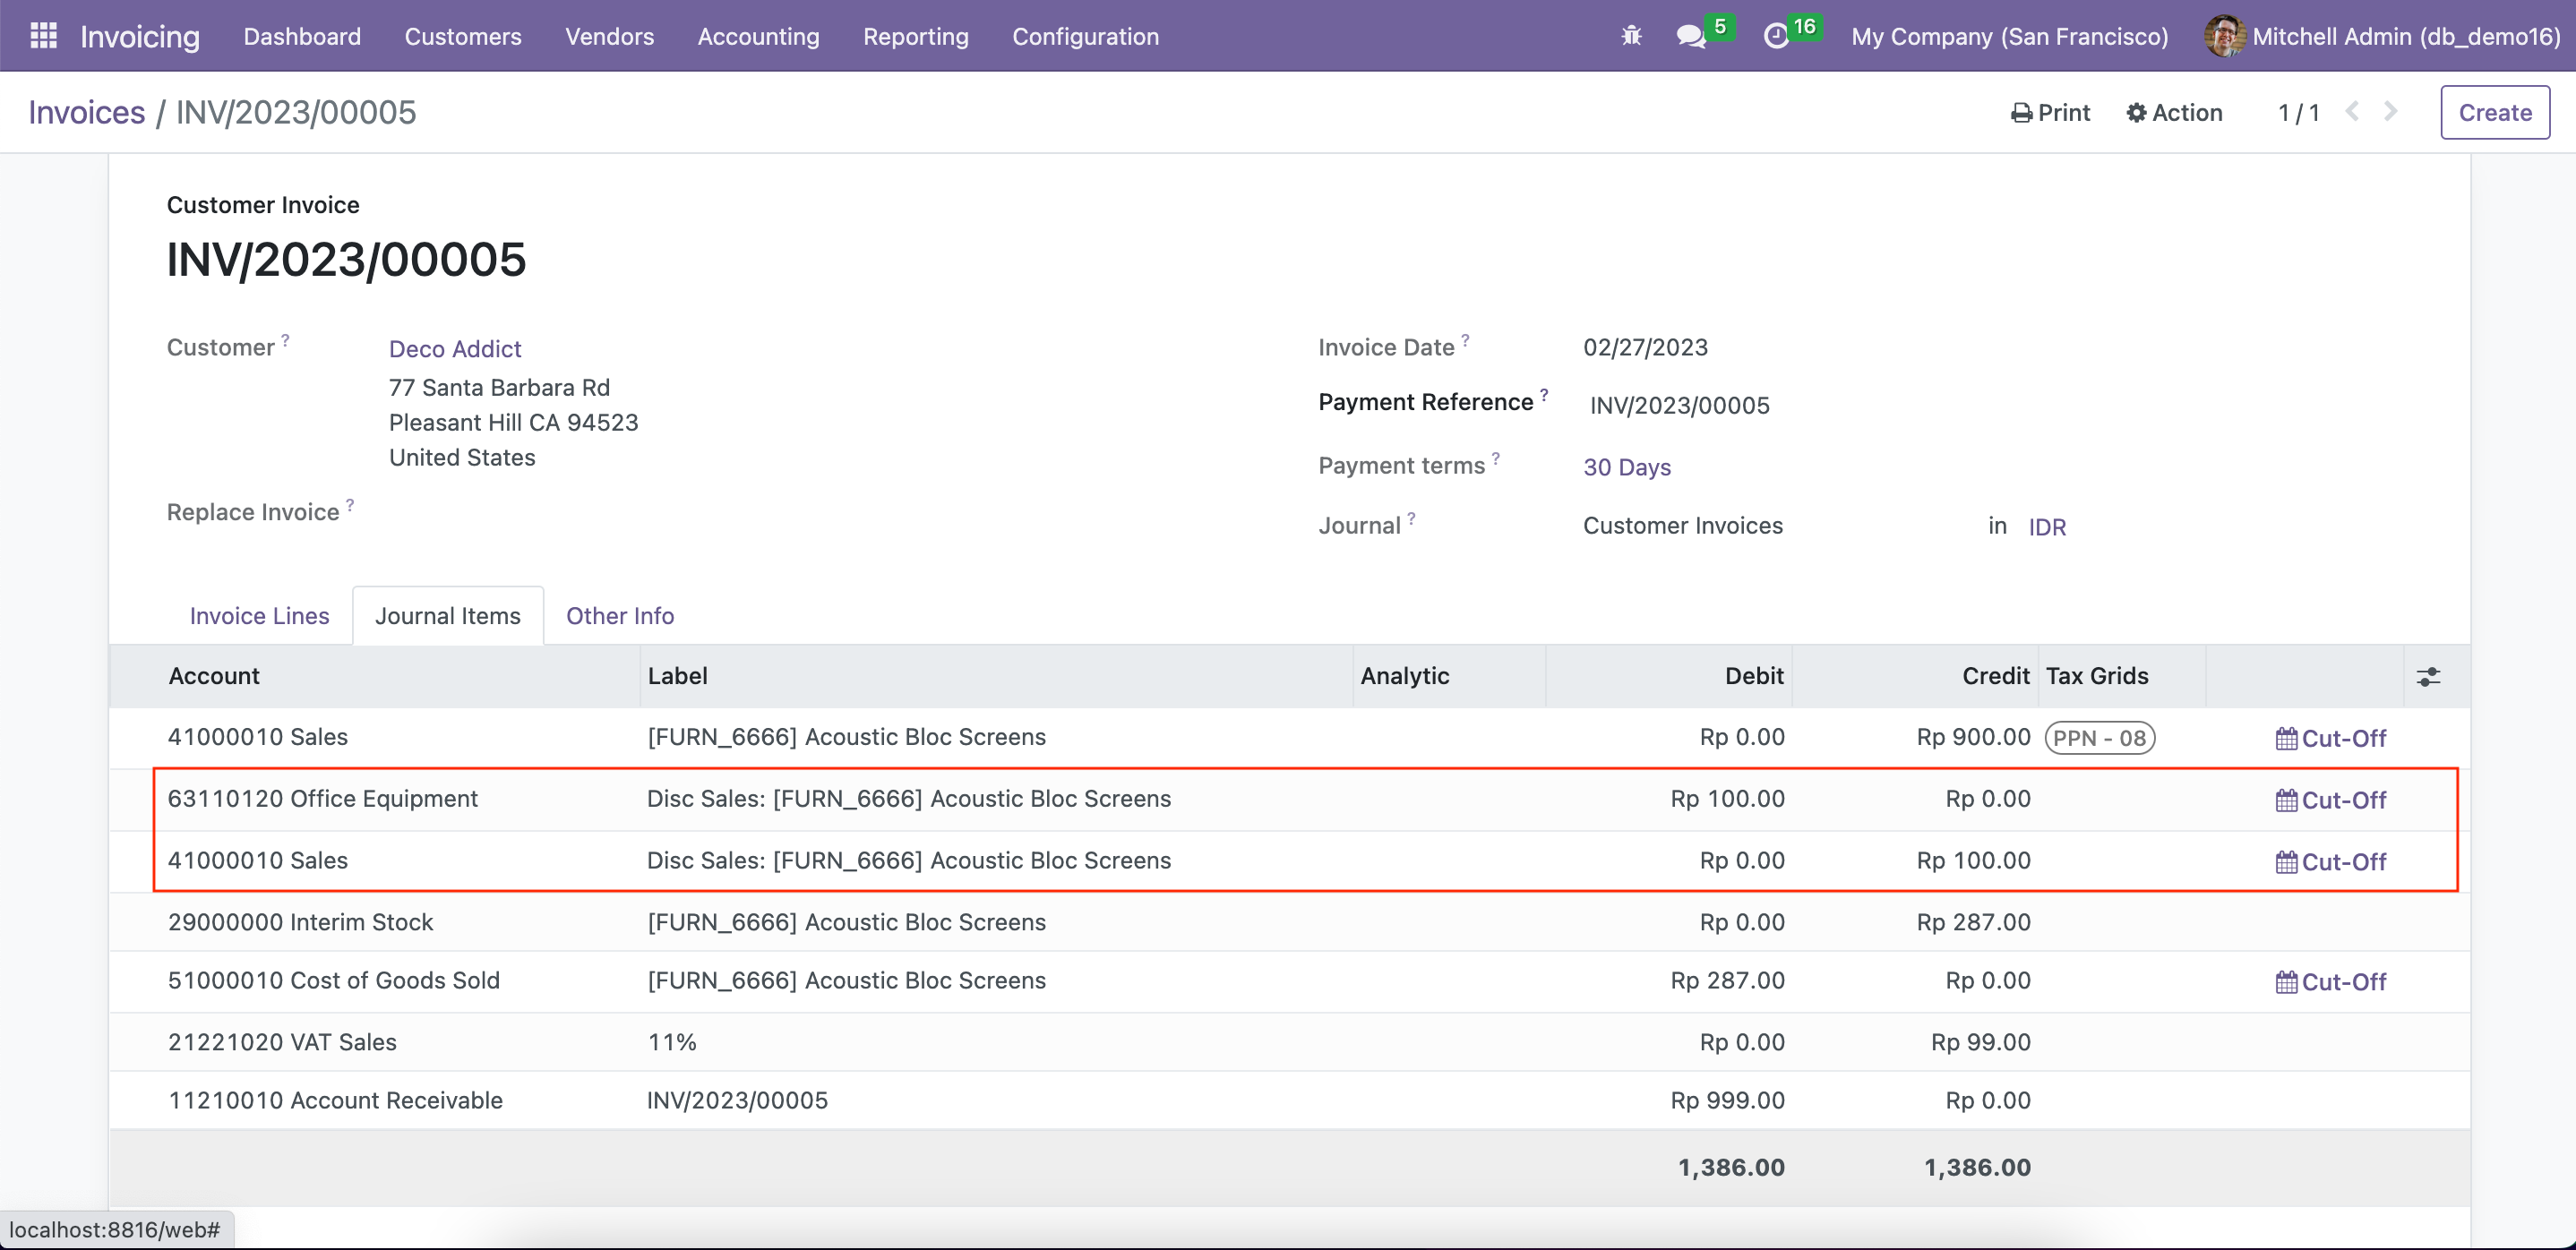 Invoicing Dashboard Customers Vendors Accounting Reporting Configuration 5 16 My Company (San Francisco) Mitchell Admin (db_demo16)
Invoices / INV/2023/00005 Print Action 1 / 1 Create
Customer Invoice
INV/2023/00005
Customer ? Deco Addict
77 Santa Barbara Rd
Pleasant Hill CA 94523
United States
Replace Invoice ?
Invoice Date ? 02/27/2023
Payment Reference ? INV/2023/00005
Payment terms ? 30 Days
Journal ? Customer Invoices in IDR
Invoice Lines Journal Items Other Info
Account Label Analytic Debit Credit Tax Grids
41000010 Sales [FURN_6666] Acoustic Bloc Screens Rp 0.00 Rp 900.00 PPN - 08 Cut-Off
63110120 Office Equipment Disc Sales: [FURN_6666] Acoustic Bloc Screens Rp 100.00 Rp 0.00 Cut-Off
41000010 Sales Disc Sales: [FURN_6666] Acoustic Bloc Screens Rp 0.00 Rp 100.00 Cut-Off
29000000 Interim Stock [FURN_6666] Acoustic Bloc Screens Rp 0.00 Rp 287.00
51000010 Cost of Goods Sold [FURN_6666] Acoustic Bloc Screens Rp 287.00 Rp 0.00 Cut-Off
21221020 VAT Sales 11% Rp 0.00 Rp 99.00
11210010 Account Receivable INV/2023/00005 Rp 999.00 Rp 0.00
1,386.00 1,386.00
localhost:8816/web#